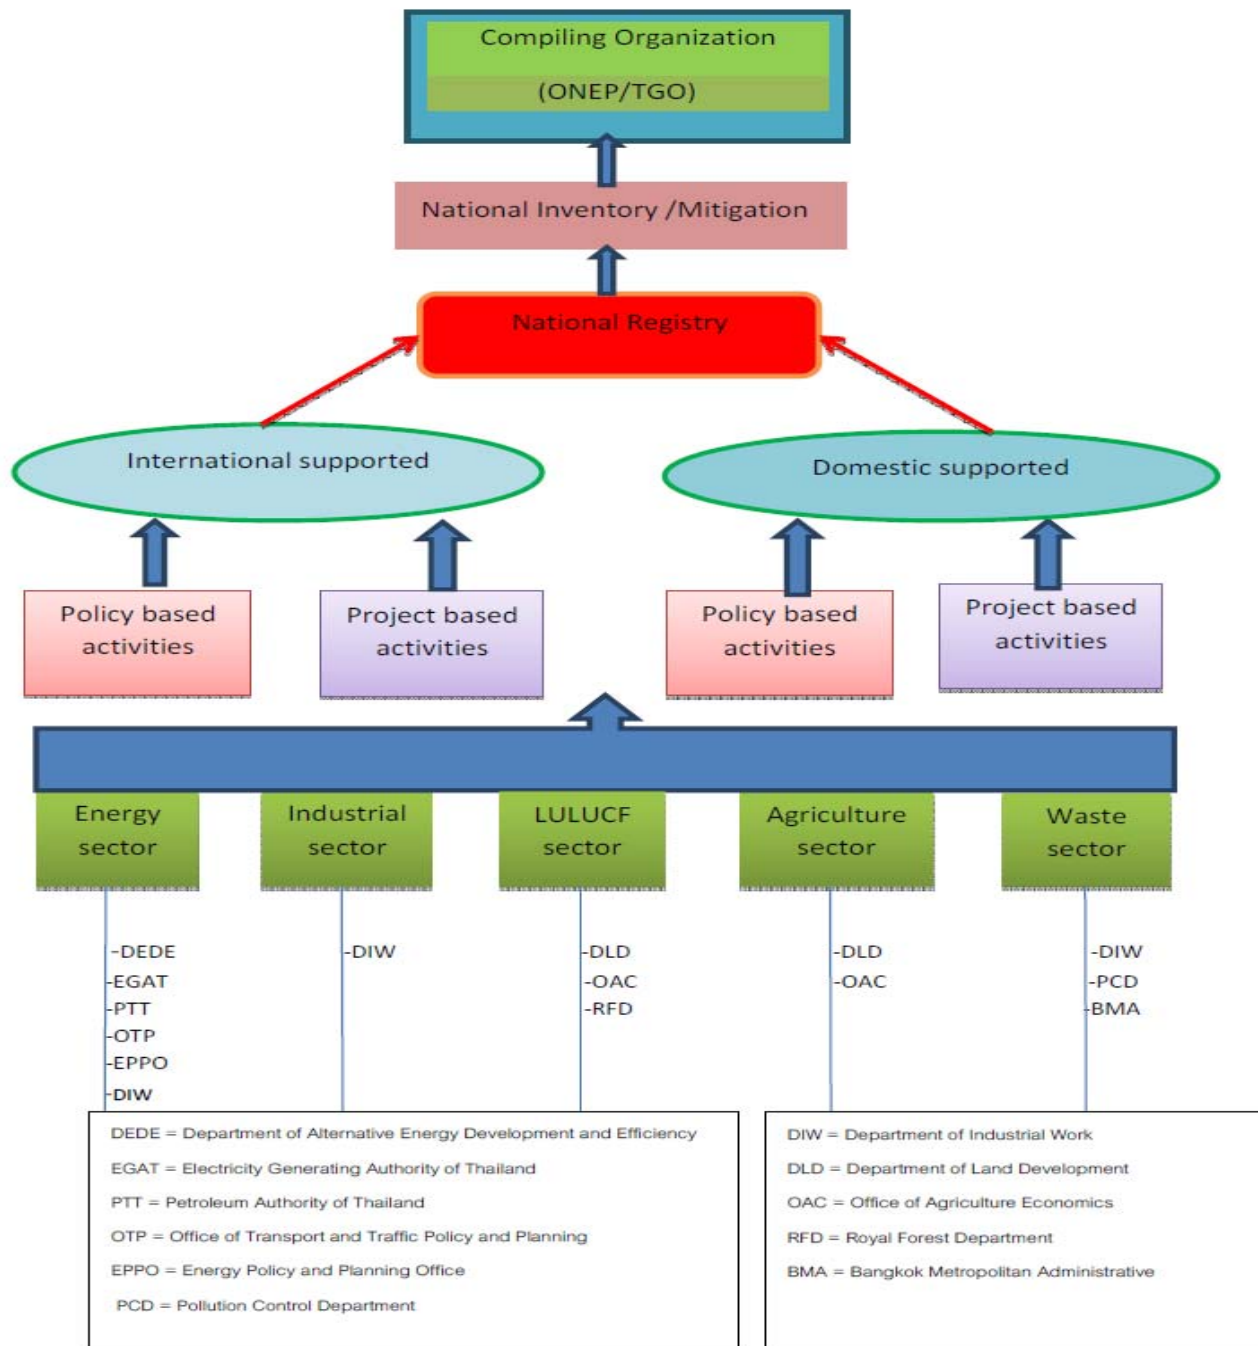 Compiling Organization
(ONEP/TGO)
National Inventory /Mitigation
National Registry
International supported
Domestic supported
Policy based
activities
Project based
activities
Policy based
activities
Project based
activities
Energy
sector
Industrial
sector
LULUCF
sector
Agriculture
sector
Waste
sector
-DEDE
-EGAT
-PTT
-OTP
-EPPO
-DIW
-DIW
-DLD
-OAC
-RFD
-DLD
-OAC
-DIW
-PCD
-BMA
DEDE = Department of Alternative Energy Development and Efficiency
EGAT = Electricity Generating Authority of Thailand
PTT = Petroleum Authority of Thailand
OTP = Office of Transport and Traffic Policy and Planning
EPPO = Energy Policy and Planning Office
PCD = Pollution Control Department
DIW = Department of Industrial Work
DLD = Department of Land Development
OAC = Office of Agriculture Economics
RFD = Royal Forest Department
BMA = Bangkok Metropolitan Administrative